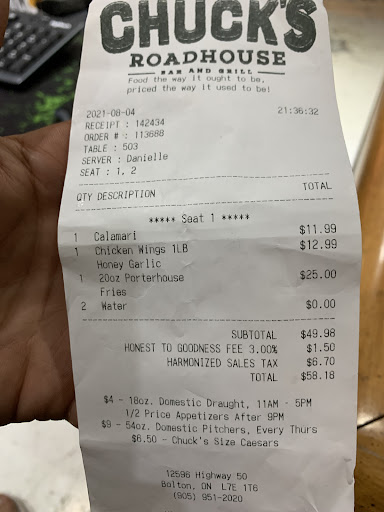 CHUCK'S
ROADHOUSE
BAR AND GRILL
Food the way it ought to be,
priced the way it used to be!
2021-08-04 21:36:32
RECEIPT : 142434
ORDER # : 113688
TABLE : 503
SERVER : Danielle
SEAT : 1, 2
QTY DESCRIPTION TOTAL
***** Seat 1 *****
1 Calamari $11.99
1 Chicken Wings 1LB $12.99
Honey Garlic
1 20oz Porterhouse $25.00
Fries
2 Water $0.00
SUBTOTAL $49.98
HONEST TO GOODNESS FEE 3.00% $1.50
HARMONIZED SALES TAX $6.70
TOTAL $58.18
$4 - 18oz. Domestic Draught, 11AM - 5PM
1/2 Price Appetizers After 9PM
$9 - 54oz. Domestic Pitchers, Every Thurs
$6.50 - Chuck's Size Caesars
12596 Highway 50
Bolton, ON L7E 1T6
(905) 951-2020